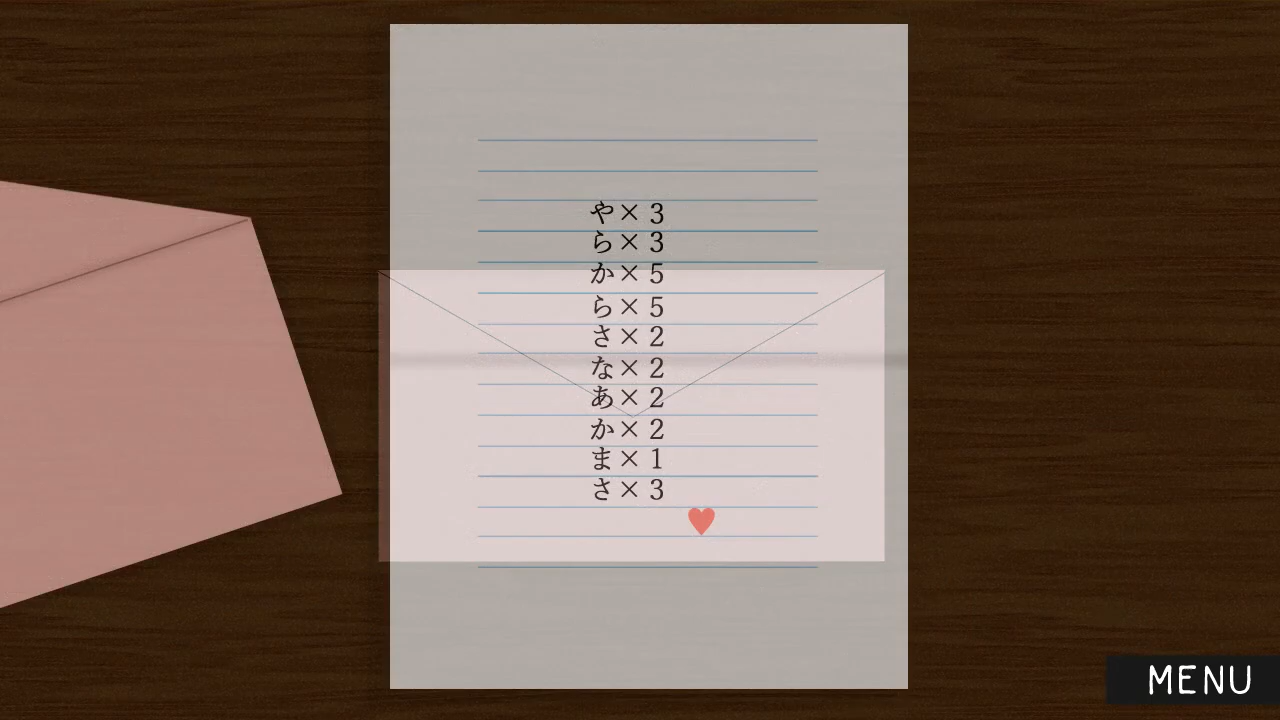 や× 3
ら× 3
か× 5
ら× 5
さ× 2
な× 2
あ× 2
か× 2
ま× 1
さ× 3
MENU